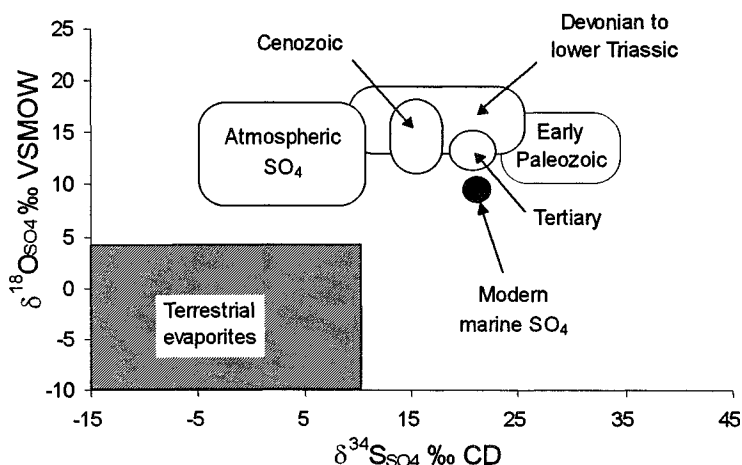 25
20
15
10
5
0
-5
-10
δ18OSO4 ‰ VSMOW
Cenozoic
Devonian to
lower Triassic
Atmospheric
SO4
Early
Paleozoic
Tertiary
Terrestrial
evaporites
Modern
marine SO4
-15 -5 5 15 25 35 45
δ34SSO4 ‰ CD